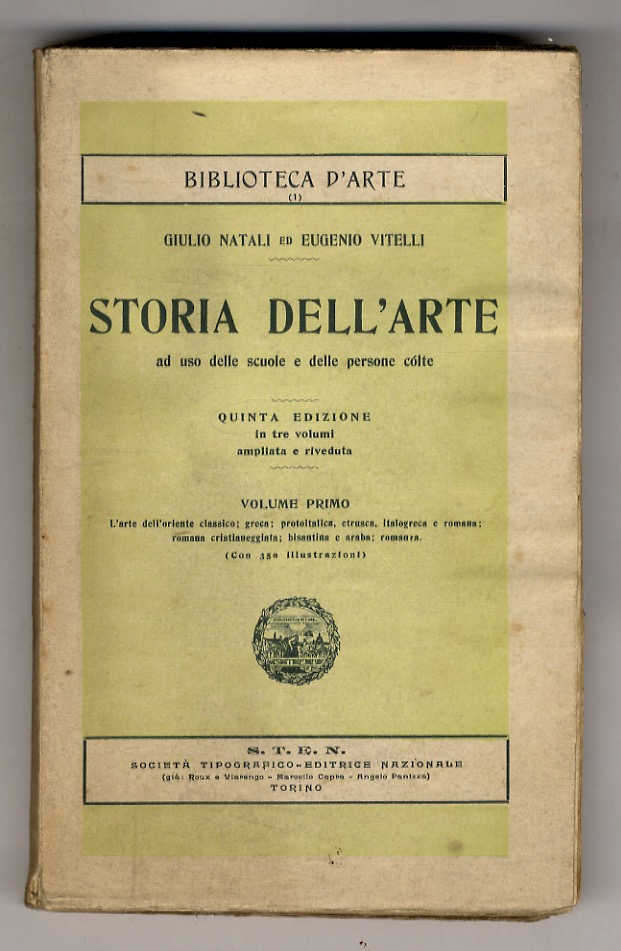 BIBLIOTECA D'ARTE
(1)
GIULIO NATALI ED EUGENIO VITELLI
STORIA DELL'ARTE
ad uso delle scuole e delle persone cólte
QUINTA EDIZIONE
in tre volumi
ampliata e riveduta
VOLUME PRIMO
L'arte dell'oriente classico; greca; protoitalica, etrusca, italogreca e romana;
romana cristianeggiata; bisantina e araba; romanza.
(Con 350 illustrazioni)
S. T. E. N.
SOCIETÀ TIPOGRAFICO-EDITRICE NAZIONALE
(già: Roux e Viarengo - Marcello Capra - Angelo Panizza)
TORINO